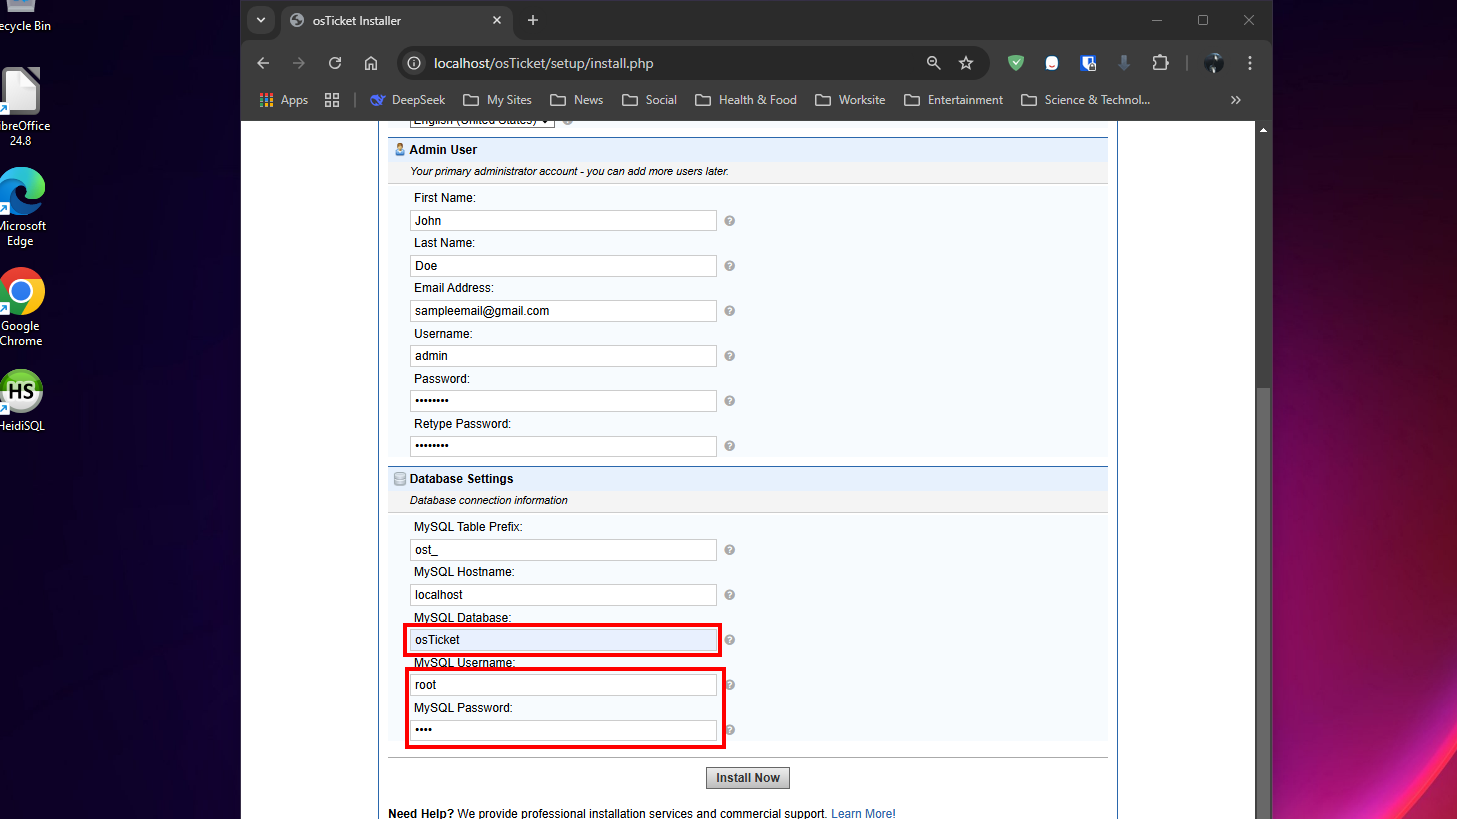 ecycle Bin
ibreOffice
24.8
Microsoft
Edge
Google
Chrome
HS
HeidiSQL
osTicket Installer
localhost/osTicket/setup/install.php
Apps
DeepSeek
My Sites
News
Social
Health & Food
Worksite
Entertainment
Science & Technol...
English (United States)
Admin User
Your primary administrator account - you can add more users later.
First Name:
John
Last Name:
Doe
Email Address:
sampleemail@gmail.com
Username:
admin
Password:
••••••••
Retype Password:
••••••••
Database Settings
Database connection information
MySQL Table Prefix:
ost_
MySQL Hostname:
localhost
MySQL Database:
osTicket
MySQL Username:
root
MySQL Password:
••••
Install Now
Need Help? We provide professional installation services and commercial support. Learn More!